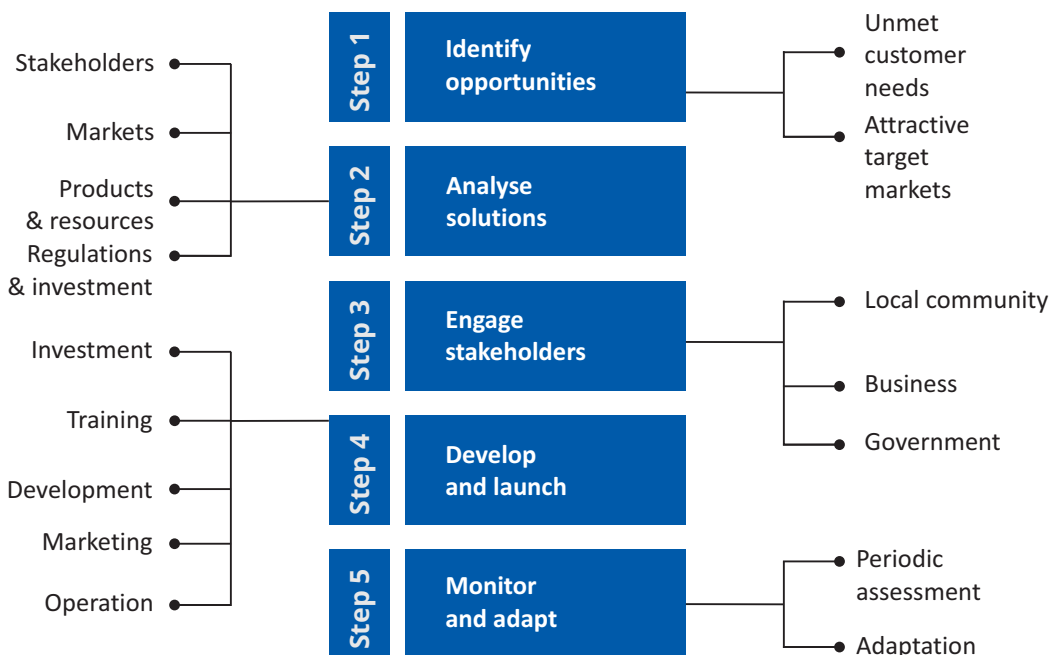 Step 1
Identify
opportunities
Unmet
customer
needs
Attractive
target
markets
Stakeholders
Markets
Products
& resources
Regulations
& investment
Step 2
Analyse
solutions
Step 3
Engage
stakeholders
Local community
Business
Government
Investment
Training
Development
Marketing
Operation
Step 4
Develop
and launch
Step 5
Monitor
and adapt
Periodic
assessment
Adaptation